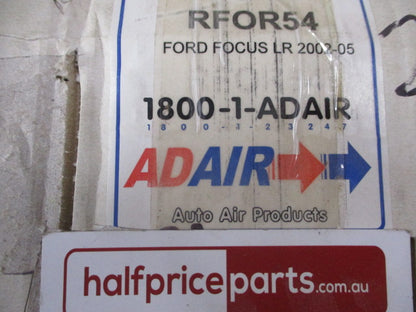 RFOR54
FORD FOCUS LR 2002-05
1800-1-ADAIR
1800-1-23247
ADAIR
Auto Air Products
halfpriceparts.com.au